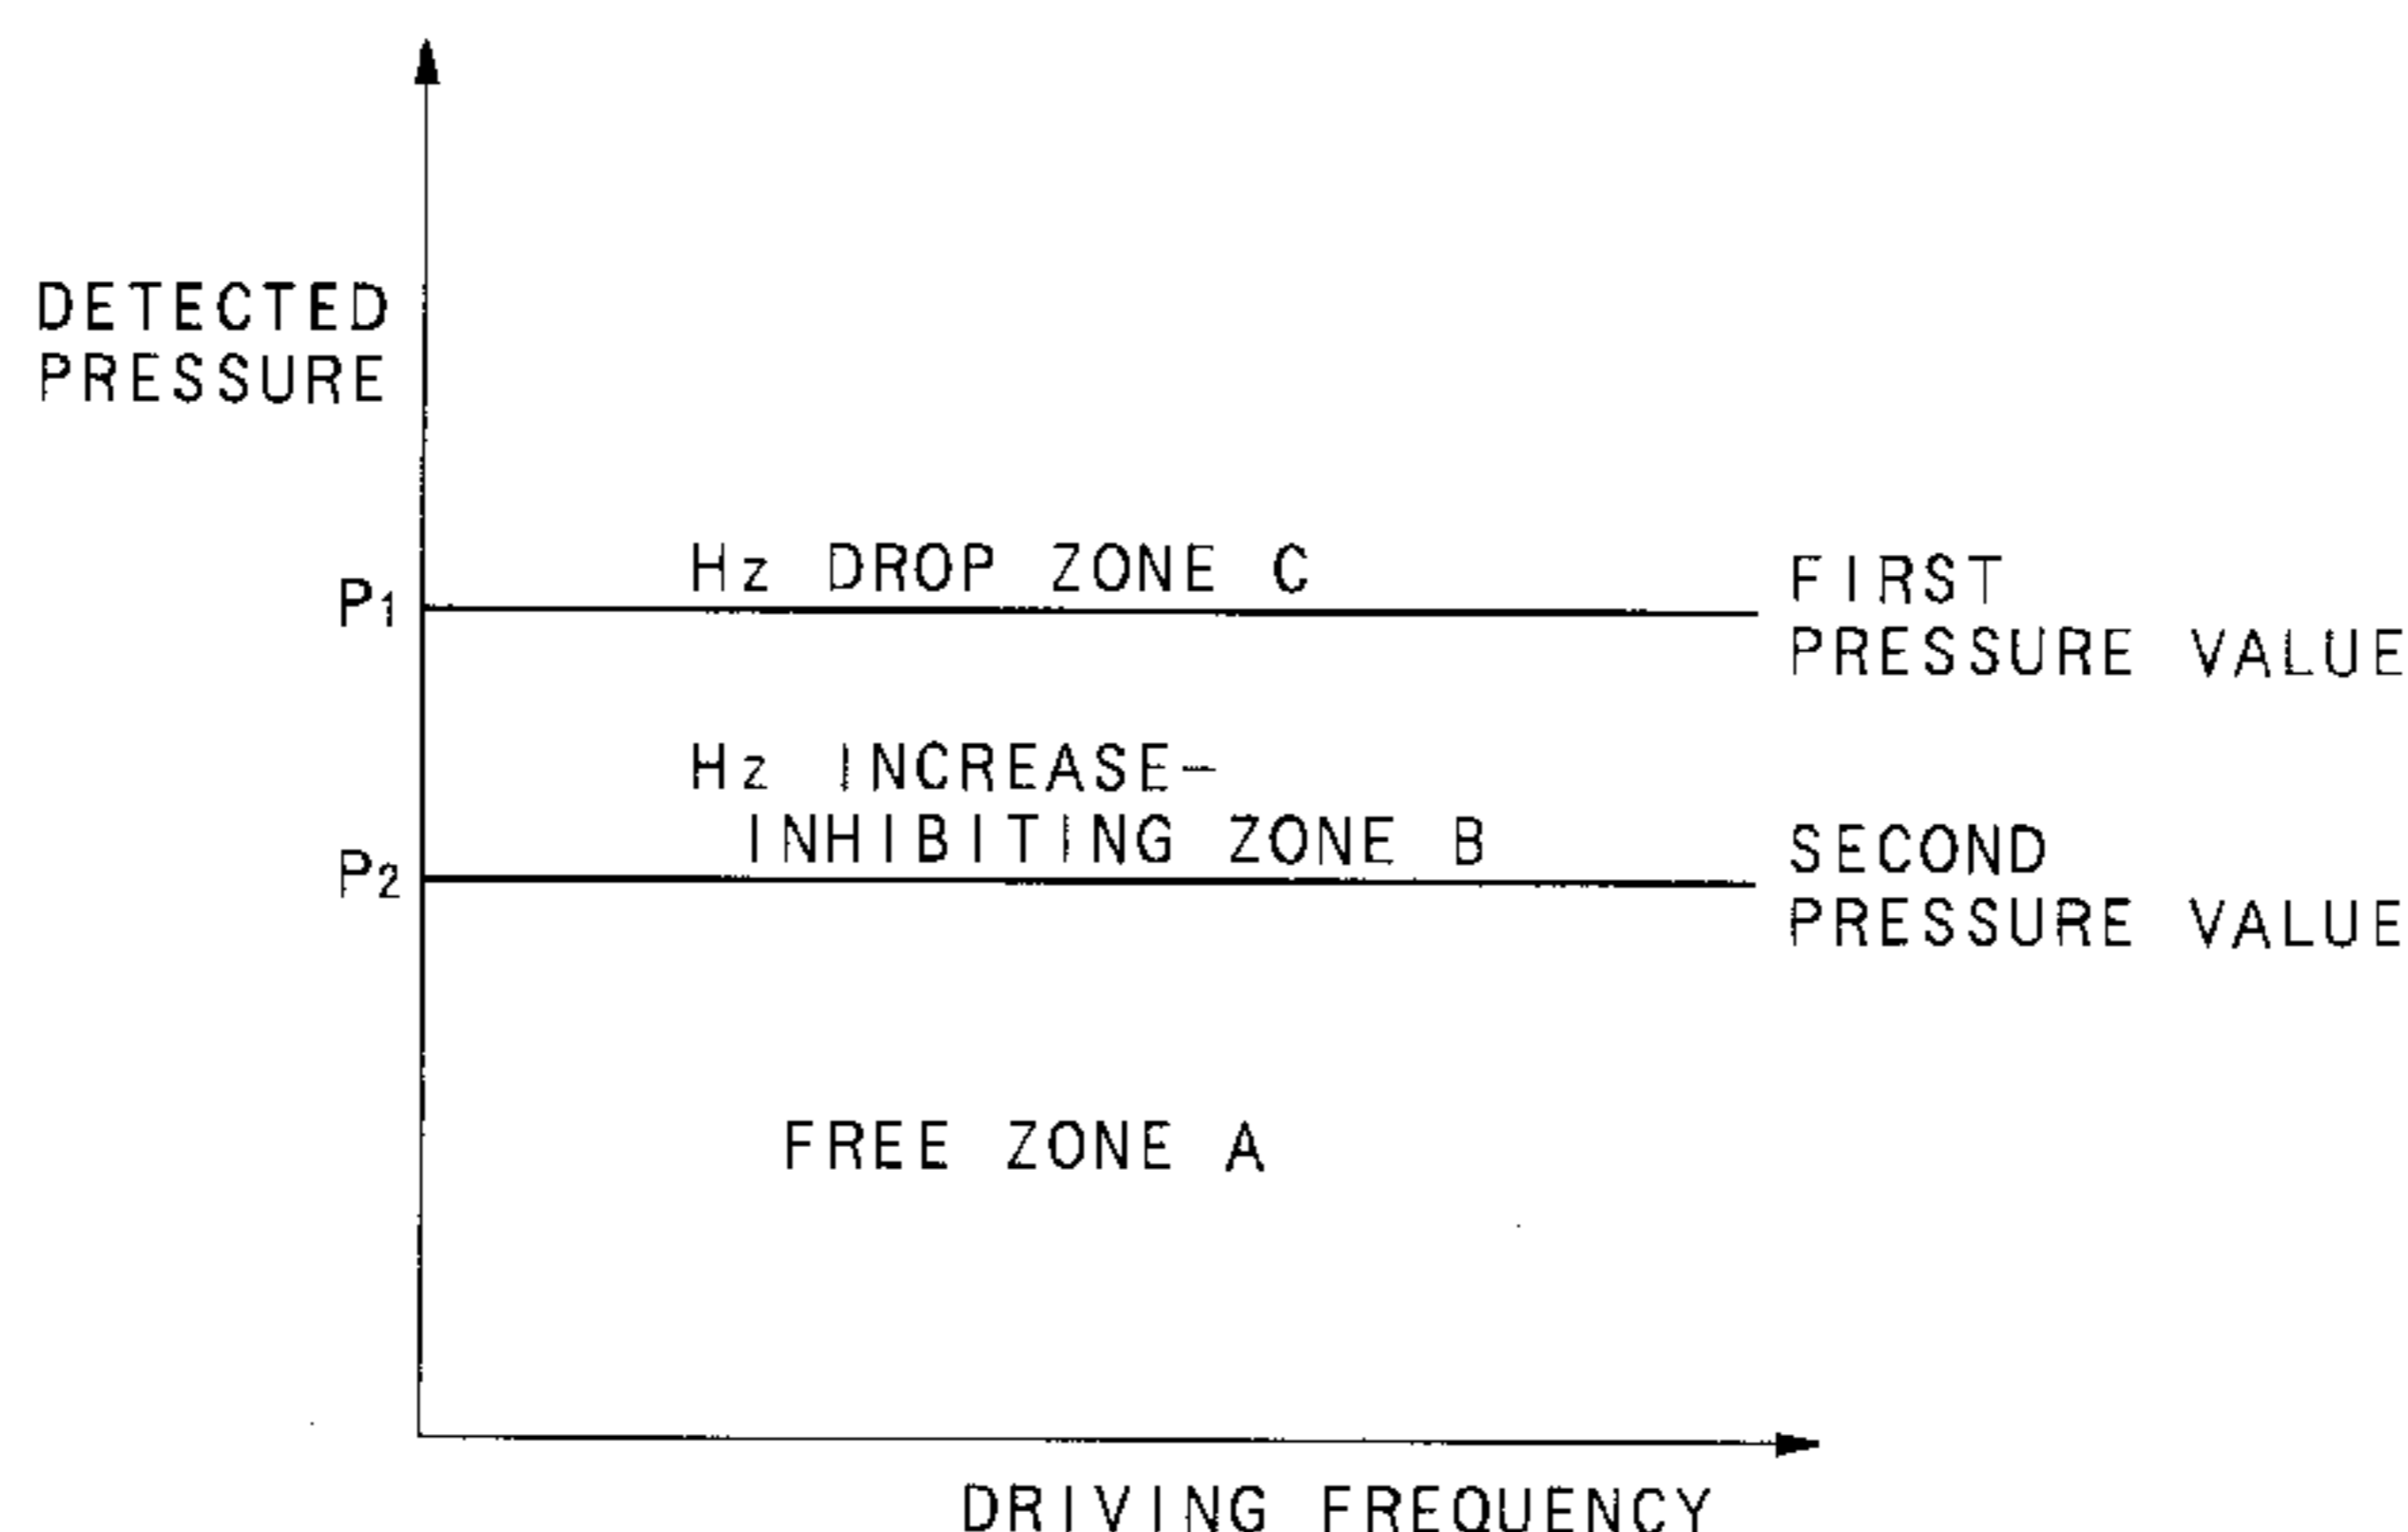 DETECTED
PRESSURE
P1
Hz DROP ZONE C
FIRST
PRESSURE VALUE
Hz INCREASE-
INHIBITING ZONE B
P2
SECOND
PRESSURE VALUE
FREE ZONE A
DRIVING FREQUENCY